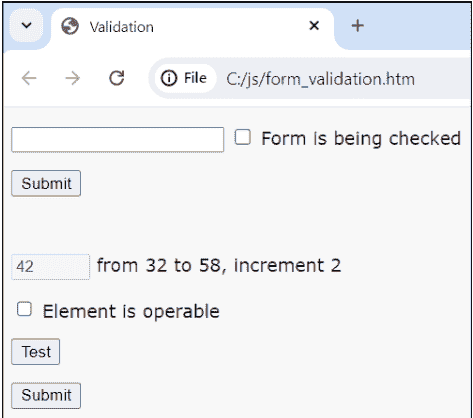 Validation
File C:/js/form_validation.htm
Form is being checked
Submit
42 from 32 to 58, increment 2
Element is operable
Test
Submit